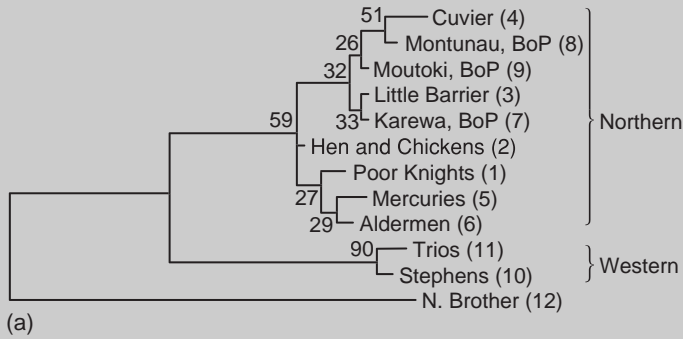 51
Cuvier (4)
26
Montunau, BoP (8)
32
Moutoki, BoP (9)
Little Barrier (3)
59
33
Karewa, BoP (7)
Northern
Hen and Chickens (2)
Poor Knights (1)
27
Mercuries (5)
29
Aldermen (6)
90
Trios (11)
Western
Stephens (10)
N. Brother (12)
(a)